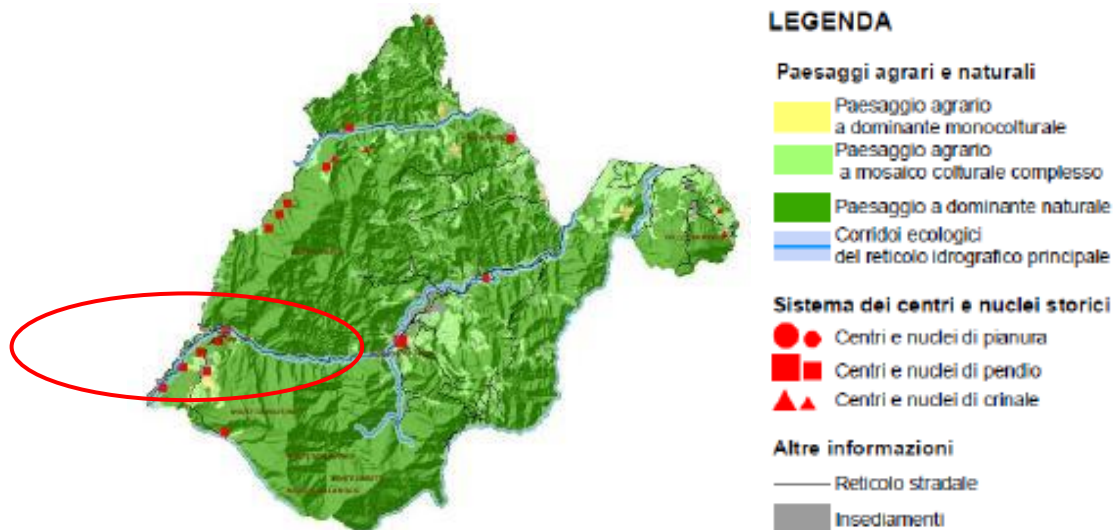 LEGENDA
Paesaggi agrari e naturali
Paesaggio agrario
a dominante monocolturale
Paesaggio agrario
a mosaico colturale complesso
Paesaggio a dominante naturale
Corridoi ecologici
del reticolo idrografico principale
Sistema dei centri e nuclei storici
Centri e nuclei di pianura
Centri e nuclei di pendio
Centri e nuclei di crinale
Altre informazioni
Reticolo stradale
Insediamenti